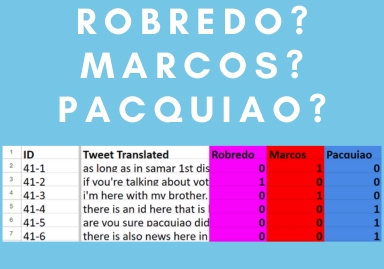 ROBREDO?
MARCOS?
PACQUIAO?
1 ID Tweet Translated Robredo Marcos Pacquiao
2 41-1 as long as in samar 1st dis 0 1 0
3 41-2 if you're talking about vot 1 0 0
4 41-3 i'm here with my brother. 0 1 0
5 41-4 there is an id here that is 0 0 1
6 41-5 are you sure pacquiao did 0 0 1
7 41-6 there is also news here in 0 0 1